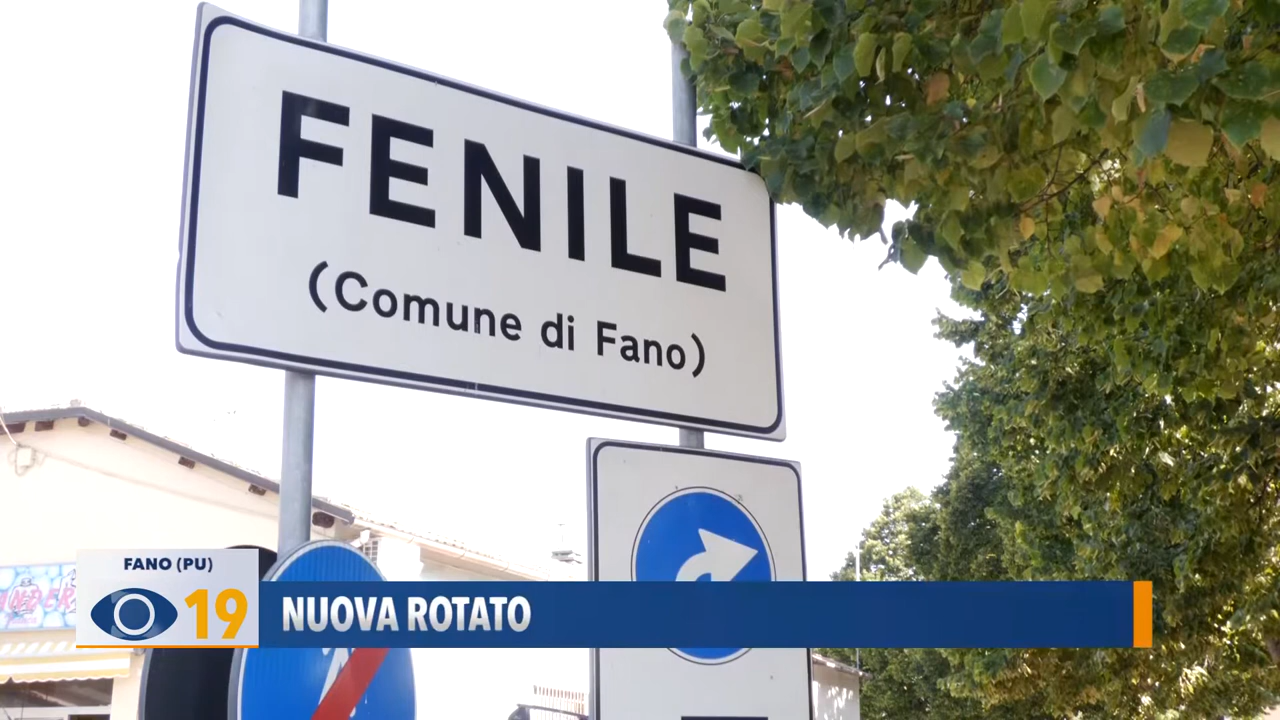 FENILE
(Comune di Fano)
FANO (PU)
19
NUOVA ROTATO